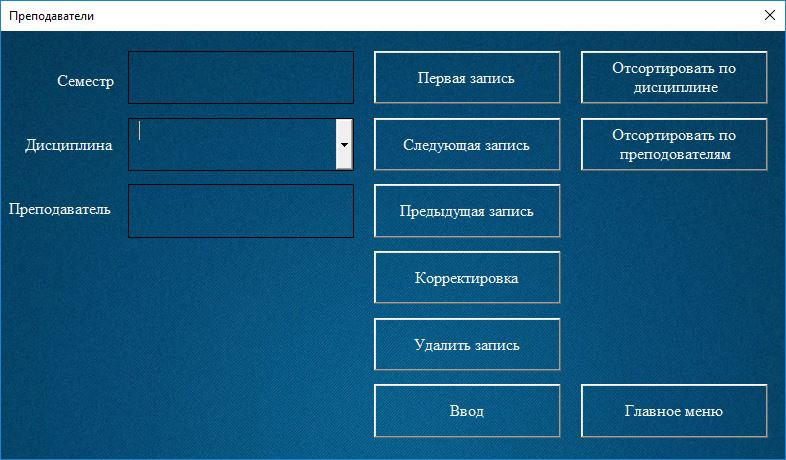 Преподаватели
Семестр
Первая запись
Отсортировать по
дисциплине
Дисциплина
Следующая запись
Отсортировать по
преподователям
Преподаватель
Предыдущая запись
Корректировка
Удалить запись
Ввод
Главное меню